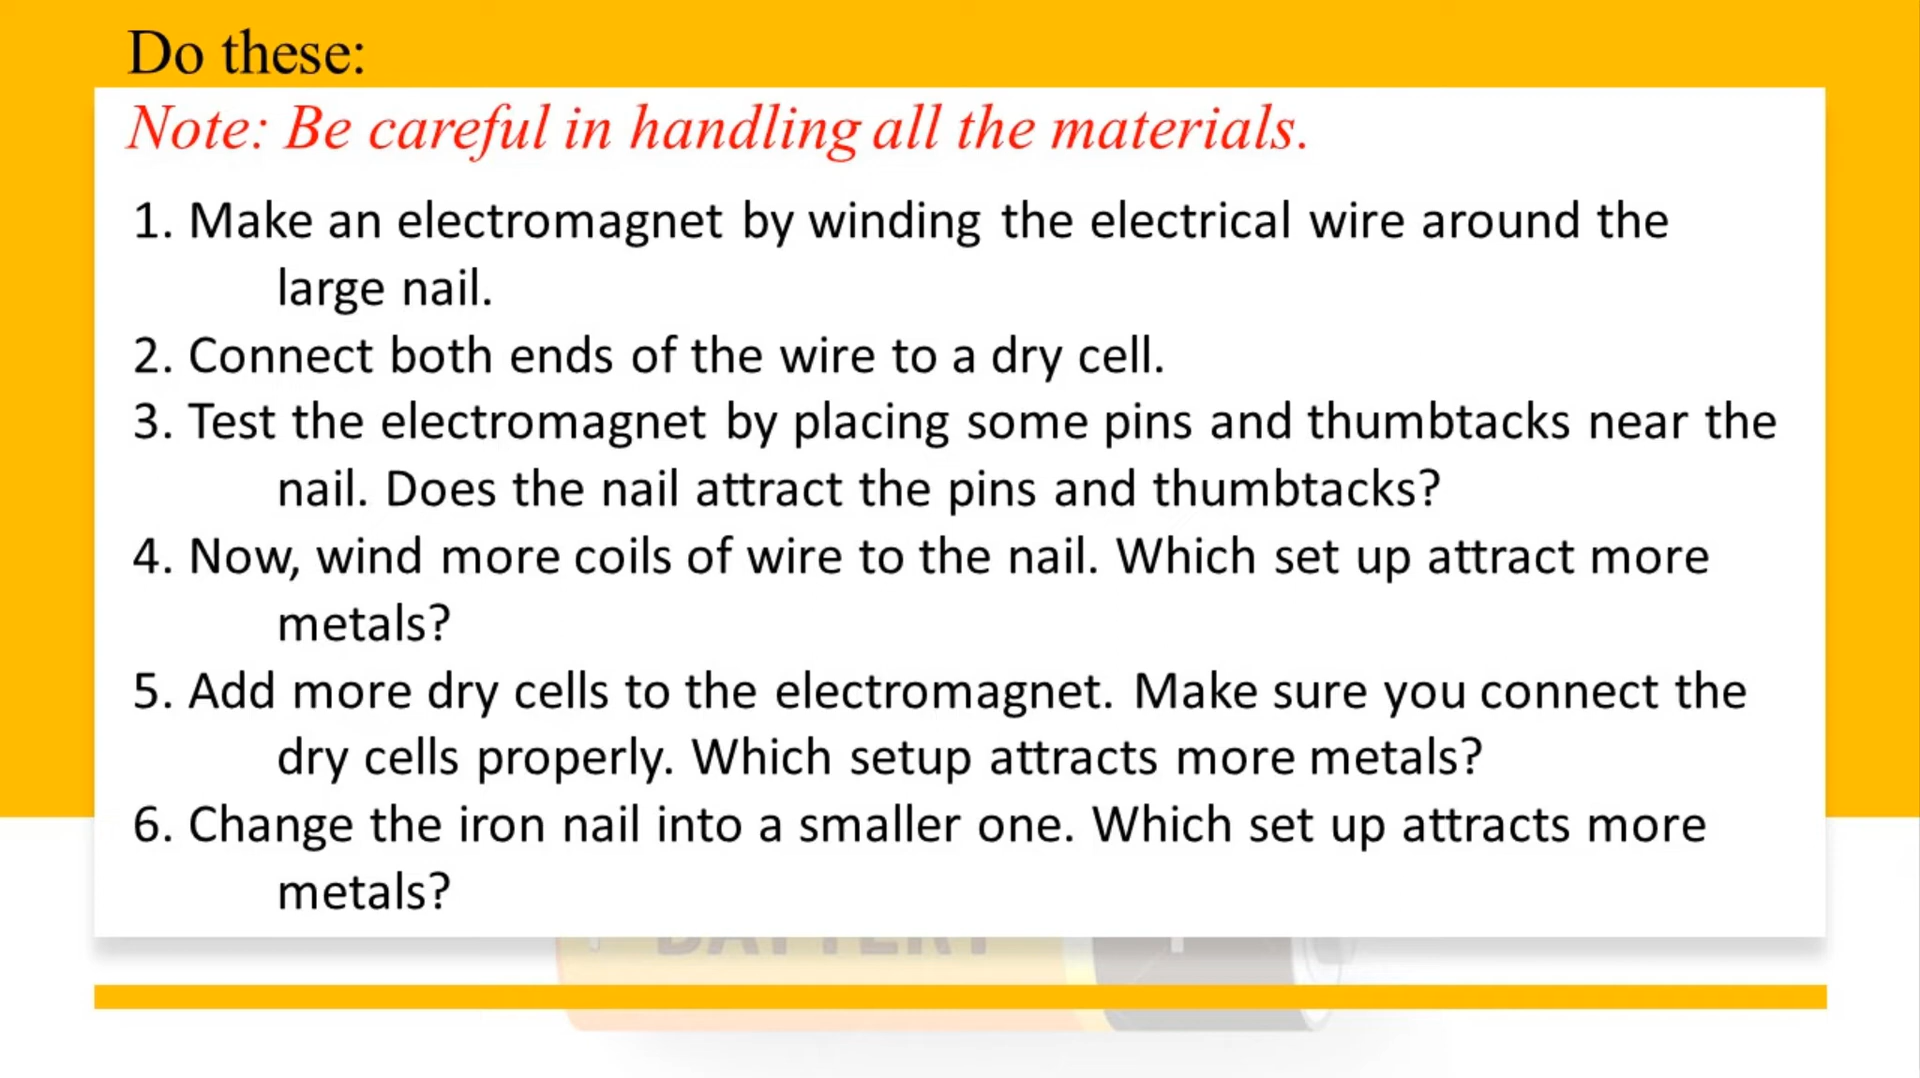 Do these:
Note: Be careful in handling all the materials.
1. Make an electromagnet by winding the electrical wire around the
large nail.
2. Connect both ends of the wire to a dry cell.
3. Test the electromagnet by placing some pins and thumbtacks near the
nail. Does the nail attract the pins and thumbtacks?
4. Now, wind more coils of wire to the nail. Which set up attract more
metals?
5. Add more dry cells to the electromagnet. Make sure you connect the
dry cells properly. Which setup attracts more metals?
6. Change the iron nail into a smaller one. Which set up attracts more
metals?
BATTERY